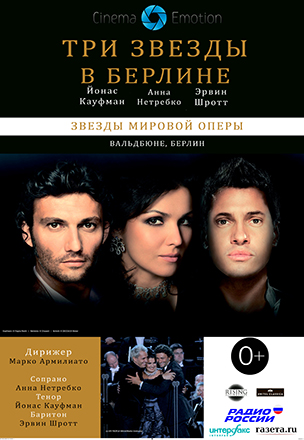 Cinema Emotion
ТРИ ЗВЕЗДЫ
В БЕРЛИНЕ
Йонас Кауфман
Анна Нетребко
Эрвин Шротт
ЗВЕЗДЫ МИРОВОЙ ОПЕРЫ
ВАЛЬДБЮНЕ, БЕРЛИН
Дирижер
Марко Армилиато
Сопрано
Анна Нетребко
Тенор
Йонас Кауфман
Баритон
Эрвин Шротт
0+
RISING
РАДИО
РОССИИ
интерфакс
газета.ru